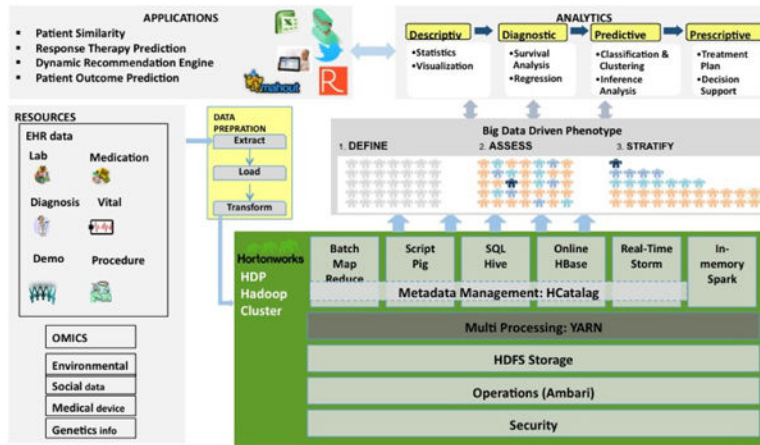 APPLICATIONS
▪ Patient Similarity
▪ Response Therapy Prediction
▪ Dynamic Recommendation Engine
▪ Patient Outcome Prediction
mahout
R
ANALYTICS
Descriptiv
•Statistics
•Visualization
Diagnostic
•Survival
Analysis
•Regression
Predictive
•Classification &
Clustering
•Inference
Analysis
Prescriptive
•Treatment
Plan
•Decision
Support
RESOURCES
EHR data
Lab
Medication
Diagnosis
Vital
Demo
Procedure
OMICS
Environmental
Social data
Medical device
Genetics info
DATA
PREPRATION
Extract
Load
Transform
Big Data Driven Phenotype
1. DEFINE
2. ASSESS
3. STRATIFY
Hortonworks
HDP
Hadoop
Cluster
Batch
Map
Reduce
Script
Pig
SQL
Hive
Online
HBase
Real-Time
Storm
In-
memory
Spark
Metadata Management: HCatalag
Multi Processing: YARN
HDFS Storage
Operations (Ambari)
Security